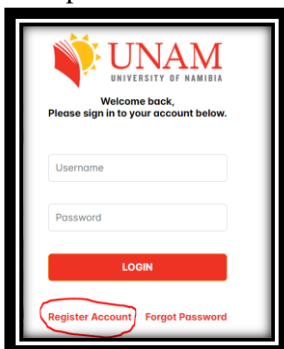 UNAM
UNIVERSITY OF NAMIBIA
Welcome back,
Please sign in to your account below.
Username
Password
LOGIN
Register Account Forgot Password